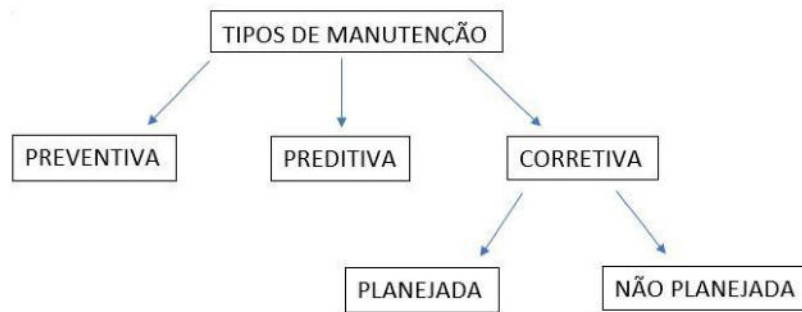 TIPOS DE MANUTENÇÃO
PREVENTIVA
PREDITIVA
CORRETIVA
PLANEJADA
NÃO PLANEJADA